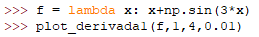 >>> f = lambda x: x+np.sin(3*x)
>>> plot_derivada1(f,1,4,0.01)